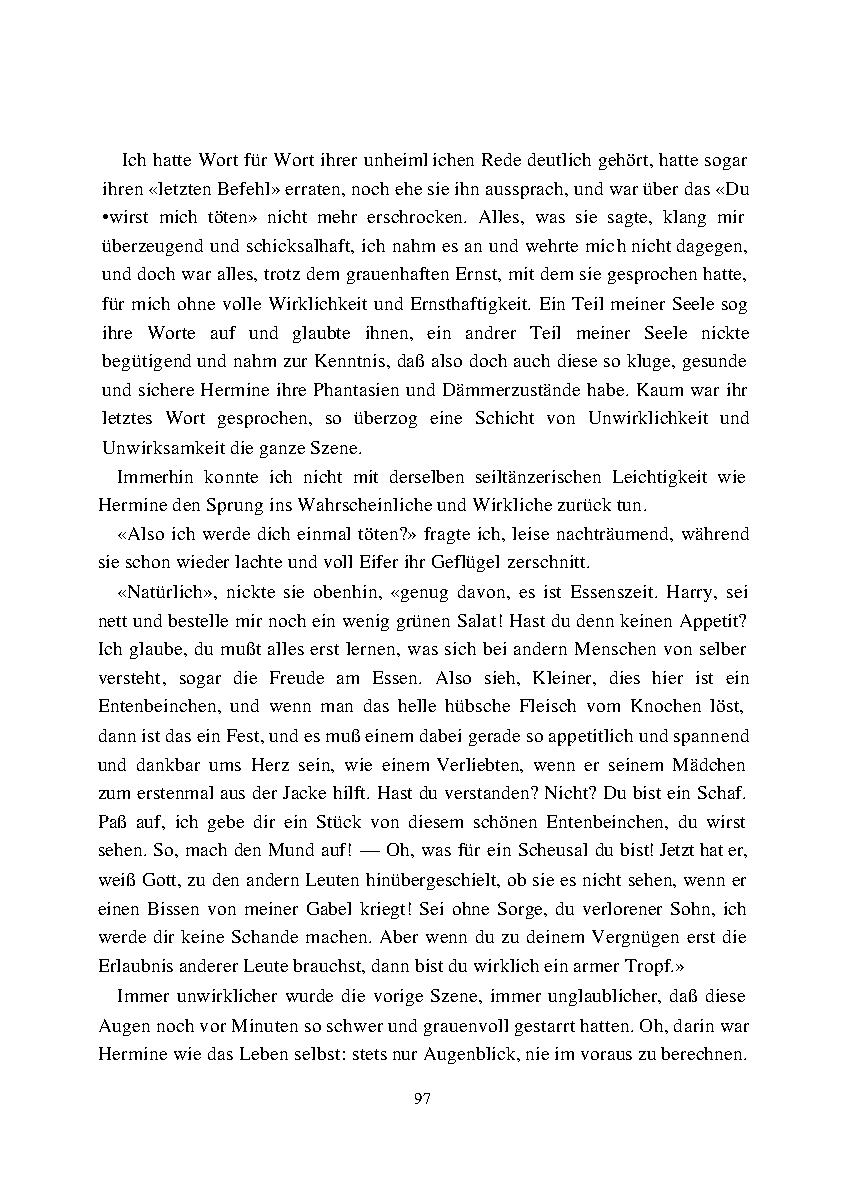 Ich hatte Wort für Wort ihrer unheimlichen Rede deutlich gehört, hatte sogar
ihren «letzten Befehl» erraten, noch ehe sie ihn aussprach, und war über das «Du
•wirst mich töten» nicht mehr erschrocken. Alles, was sie sagte, klang mir
überzeugend und schicksalhaft, ich nahm es an und wehrte mich nicht dagegen,
und doch war alles, trotz dem grauenhaften Ernst, mit dem sie gesprochen hatte,
für mich ohne volle Wirklichkeit und Ernsthaftigkeit. Ein Teil meiner Seele sog
ihre Worte auf und glaubte ihnen, ein andrer Teil meiner Seele nickte
begütigend und nahm zur Kenntnis, daß also doch auch diese so kluge, gesunde
und sichere Hermine ihre Phantasien und Dämmerzustände habe. Kaum war ihr
letztes Wort gesprochen, so überzog eine Schicht von Unwirklichkeit und
Unwirksamkeit die ganze Szene.
Immerhin konnte ich nicht mit derselben seiltänzerischen Leichtigkeit wie
Hermine den Sprung ins Wahrscheinliche und Wirkliche zurück tun.
«Also ich werde dich einmal töten?» fragte ich, leise nachträumend, während
sie schon wieder lachte und voll Eifer ihr Geflügel zerschnitt.
«Natürlich», nickte sie obenhin, «genug davon, es ist Essenszeit. Harry, sei
nett und bestelle mir noch ein wenig grünen Salat! Hast du denn keinen Appetit?
Ich glaube, du mußt alles erst lernen, was sich bei andern Menschen von selber
versteht, sogar die Freude am Essen. Also sieh, Kleiner, dies hier ist ein
Entenbeinchen, und wenn man das helle hübsche Fleisch vom Knochen löst,
dann ist das ein Fest, und es muß einem dabei gerade so appetitlich und spannend
und dankbar ums Herz sein, wie einem Verliebten, wenn er seinem Mädchen
zum erstenmal aus der Jacke hilft. Hast du verstanden? Nicht? Du bist ein Schaf.
Paß auf, ich gebe dir ein Stück von diesem schönen Entenbeinchen, du wirst
sehen. So, mach den Mund auf! — Oh, was für ein Scheusal du bist! Jetzt hat er,
weiß Gott, zu den andern Leuten hinübergeschielt, ob sie es nicht sehen, wenn er
einen Bissen von meiner Gabel kriegt! Sei ohne Sorge, du verlorener Sohn, ich
werde dir keine Schande machen. Aber wenn du zu deinem Vergnügen erst die
Erlaubnis anderer Leute brauchst, dann bist du wirklich ein armer Tropf.»
Immer unwirklicher wurde die vorige Szene, immer unglaublicher, daß diese
Augen noch vor Minuten so schwer und grauenvoll gestarrt hatten. Oh, darin war
Hermine wie das Leben selbst: stets nur Augenblick, nie im voraus zu berechnen.
97